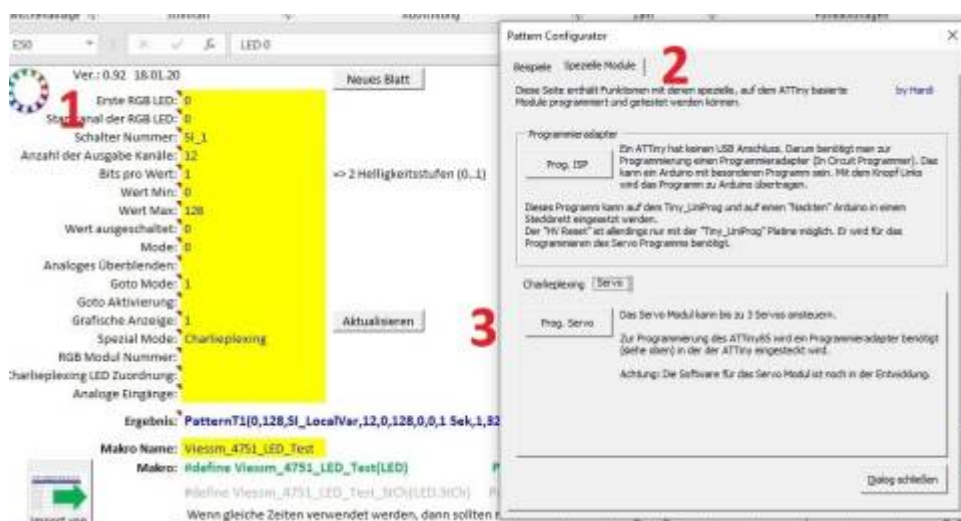 E50
LED 0
Ver.: 0.92 18.01.20
Neues Blatt
1
Erste RGB LED: 0
Startkanal der RGB LED: 0
Schalter Nummer: SI_1
Anzahl der Ausgabe Kanäle: 12
Bits pro Wert: 1
=> 2 Helligkeitsstufen (0..1)
Wert Min: 0
Wert Max: 128
Wert ausgeschaltet: 0
Mode: 0
Analoges Überblenden:
Goto Mode: 1
Goto Aktivierung:
Grafische Anzeige: 1
Aktualisieren
Spezial Mode: Charlieplexing
RGB Modul Nummer:
Charlieplexing LED Zuordnung:
Analoge Eingänge:
Ergebnis: PatternT1(0,128,SI_LocalVar,12,0,128,0,0,1 Sek,1,32
Makro Name: Viessm_4751_LED_Test
Makro: #define Viessm_4751_LED_Test(LED)
#define Viessm_4751_LED_Test_StCh(LED,StCh)
Wenn gleiche Zeiten verwendet werden, dann sollten
Import von
Pattern Configurator
Beispiele Spezielle Module
2
Diese Seite enthält Funktionen mit denen spezielle, auf dem ATTiny basierte
Module programmiert und getestet werden können.
by Hardi
Programmieradapter
Prog. ISP
Ein ATTiny hat keinen USB Anschluss. Darum benötigt man zur
Programmierung einen Programmieradapter (In Circuit Programmer). Das
kann ein Arduino mit besonderen Programm sein. Mit dem Knopf Links
wird das Programm zu Arduino übertragen.
Dieses Programm kann auf dem Tiny_UniProg und auf einen "Nackten" Arduino in einem
Steckbrett eingesetzt werden.
Der "HV Reset" ist allerdings nur mit der "Tiny_UniProg" Platine möglich. Er wird für das
Programmieren des Servo Programms benötigt.
Charlieplexing Servo
3
Prog. Servo
Das Servo Modul kann bis zu 3 Servos ansteuern.
Zur Programmierung des ATTiny85 wird ein Programmieradapter benötigt
(siehe oben) in der der ATTiny eingesteckt wird.
Achtung: Die Software für das Servo Modul ist noch in der Entwicklung.
Dialog schließen